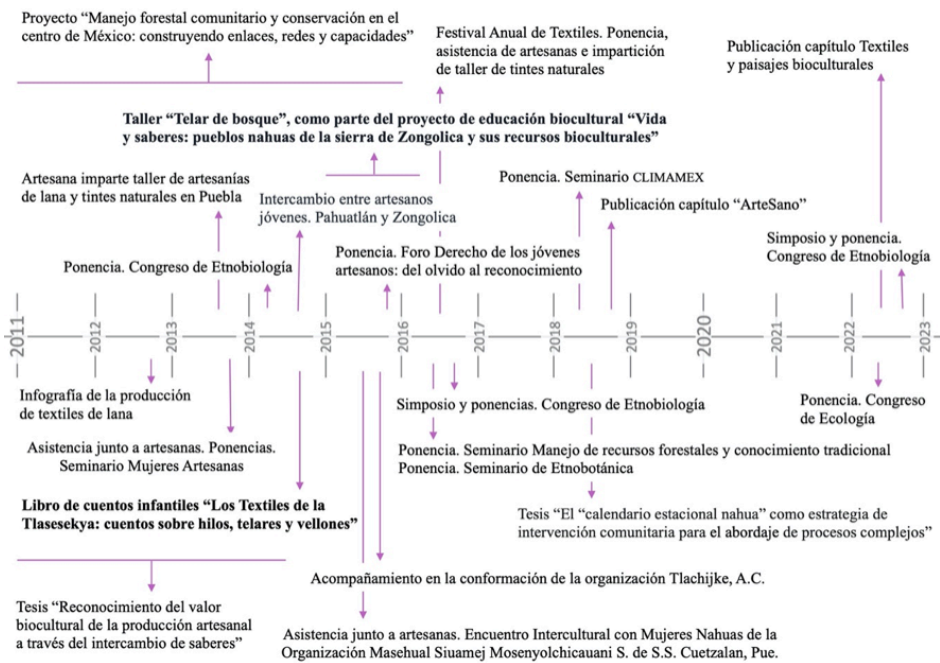 Proyecto “Manejo forestal comunitario y conservación en el
centro de México: construyendo enlaces, redes y capacidades”
Festival Anual de Textiles. Ponencia,
asistencia de artesanas e impartición
de taller de tintes naturales
Publicación capítulo Textiles
y paisajes bioculturales
Taller “Telar de bosque”, como parte del proyecto de educación biocultural “Vida
y saberes: pueblos nahuas de la sierra de Zongolica y sus recursos bioculturales”
Artesana imparte taller de artesanías
de lana y tintes naturales en Puebla
Intercambio entre artesanos
jóvenes. Pahuatlán y Zongolica
Ponencia. Seminario CLIMAMEX
Publicación capítulo “ArteSano”
Ponencia. Congreso de Etnobiología
Ponencia. Foro Derecho de los jóvenes
artesanos: del olvido al reconocimiento
Simposio y ponencia.
Congreso de Etnobiología
2011
2012
2013
2014
2015
2016
2017
2018
2019
2020
2021
2022
2023
Infografía de la producción
de textiles de lana
Simposio y ponencias. Congreso de Etnobiología
Ponencia. Congreso
de Ecología
Asistencia junto a artesanas. Ponencias.
Seminario Mujeres Artesanas
Ponencia. Seminario Manejo de recursos forestales y conocimiento tradicional
Ponencia. Seminario de Etnobotánica
Libro de cuentos infantiles “Los Textiles de la
Tlasesekya: cuentos sobre hilos, telares y vellones”
Tesis “El “calendario estacional nahua” como estrategia de
intervención comunitaria para el abordaje de procesos complejos”
Acompañamiento en la conformación de la organización Tlachijke, A.C.
Tesis “Reconocimiento del valor
biocultural de la producción artesanal
a través del intercambio de saberes”
Asistencia junto a artesanas. Encuentro Intercultural con Mujeres Nahuas de la
Organización Masehual Siuamej Mosenyolchicauani S. de S.S. Cuetzalan, Pue.